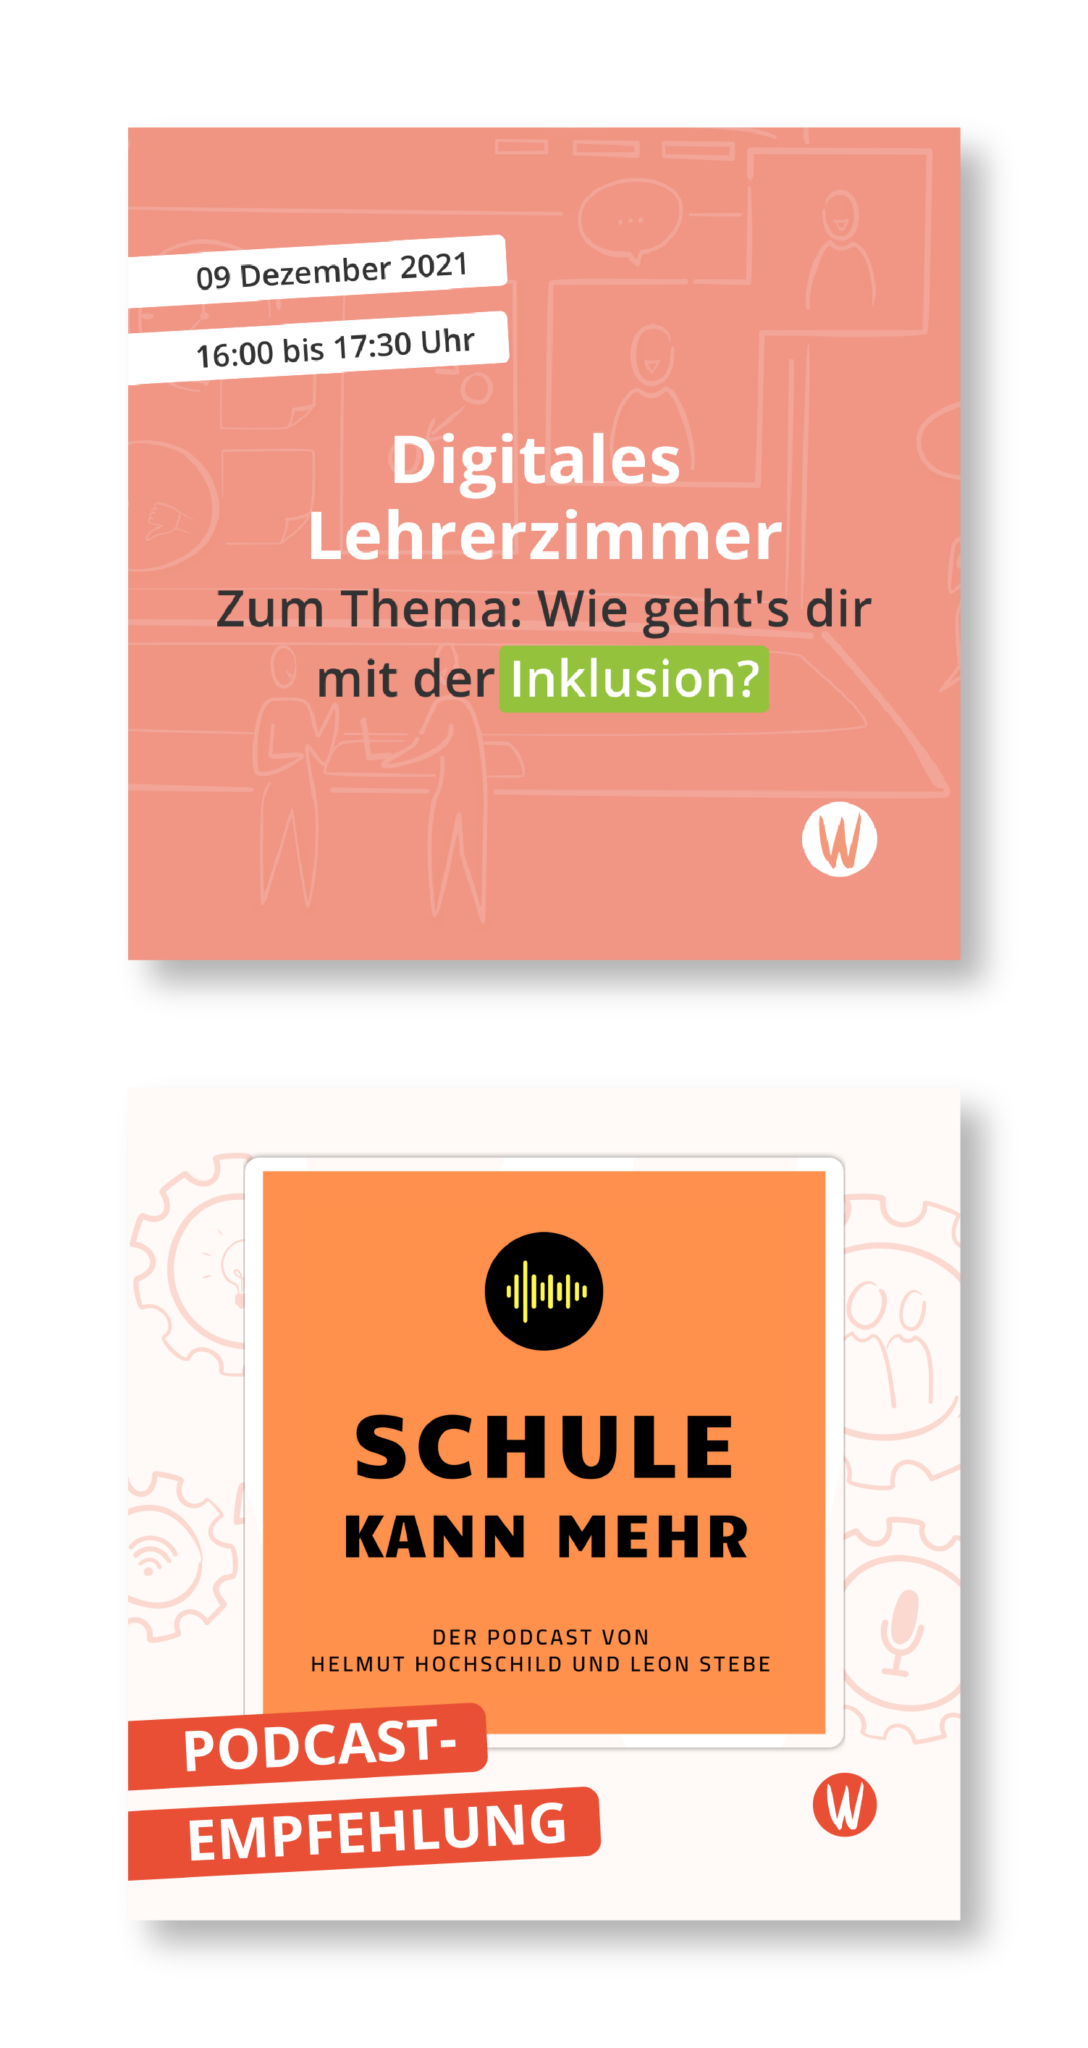 09 Dezember 2021
16:00 bis 17:30 Uhr
Digitales
Lehrerzimmer
Zum Thema: Wie geht's dir
mit der Inklusion?
W
SCHULE
KANN MEHR
DER PODCAST VON
HELMUT HOCHSCHILD UND LEON STEBE
PODCAST-
EMPFEHLUNG
W